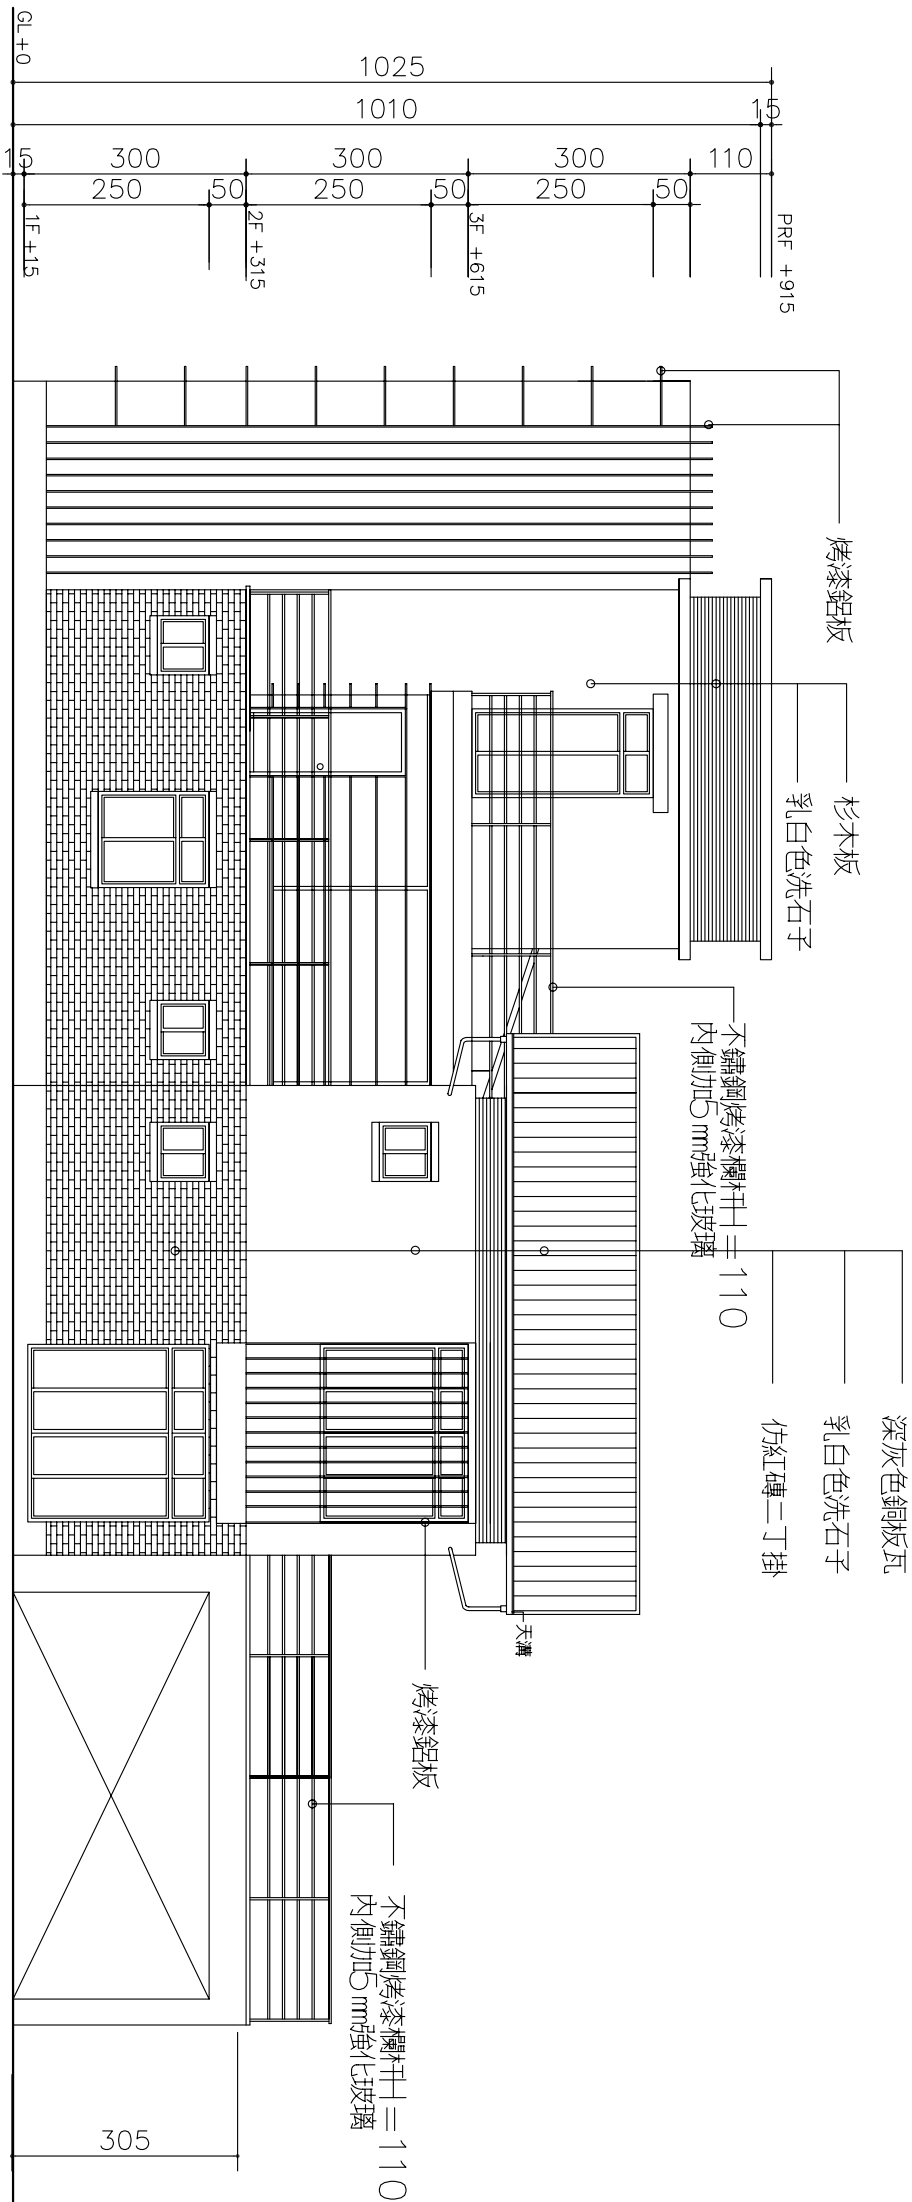 GL +0
1F +15
2F +315
3F +615
PRF +915
1025
1010
15
15
300
300
300
110
250
50
250
50
250
50
烤漆鋁板
杉木板
乳白色洗石子
不鏽鋼烤漆欄杆H=110
內側加5mm強化玻璃
深灰色鋼板瓦
乳白色洗石子
仿紅磚二丁掛
天溝
烤漆鋁板
不鏽鋼烤漆欄杆H=110
內側加5mm強化玻璃
305